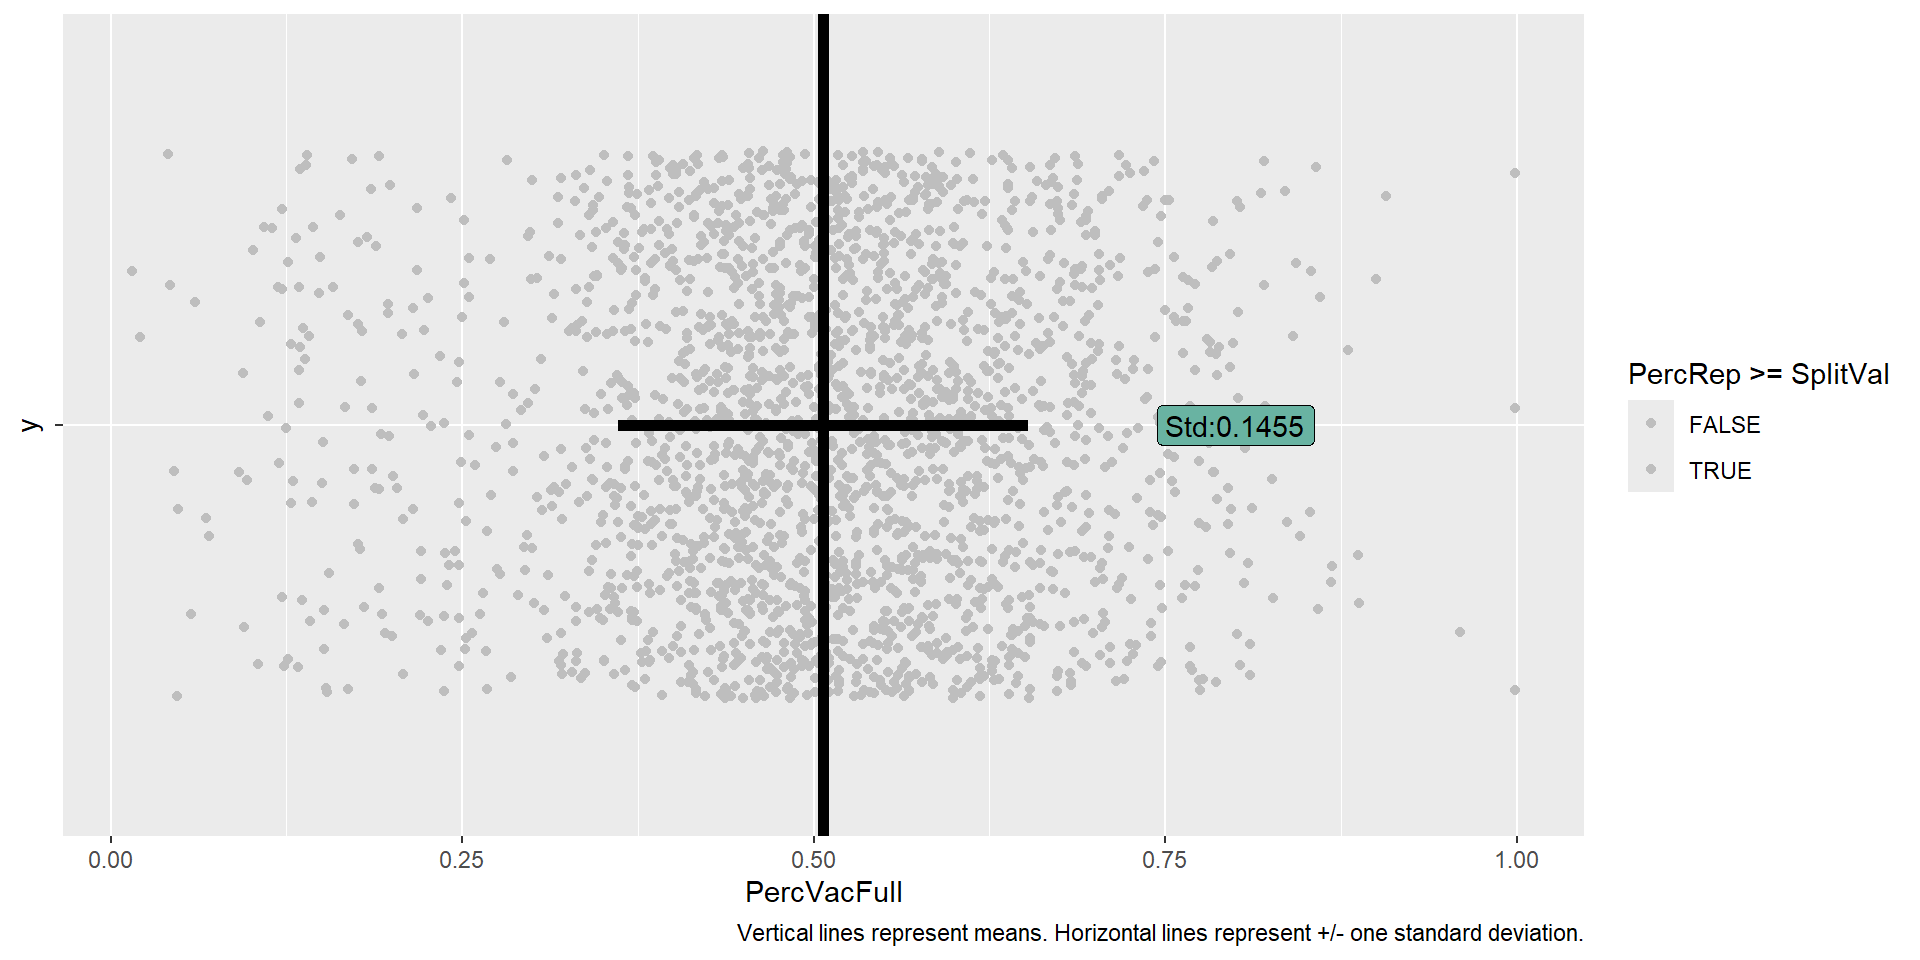 y
Std:0.1455
0.00 0.25 0.50 0.75 1.00
PercVacFull
Vertical lines represent means. Horizontal lines represent +/- one standard deviation.
PercRep >= SplitVal
FALSE
TRUE